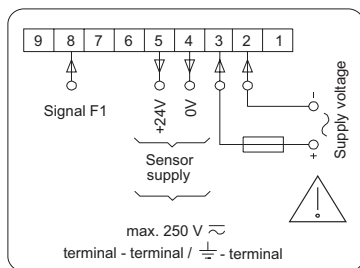 9 8 7 6 5 4 3 2 1
Signal F1
+24V
0V
Sensor
supply
−
~
+
Supply voltage
max. 250 V ⎓
terminal - terminal / ⏚ - terminal